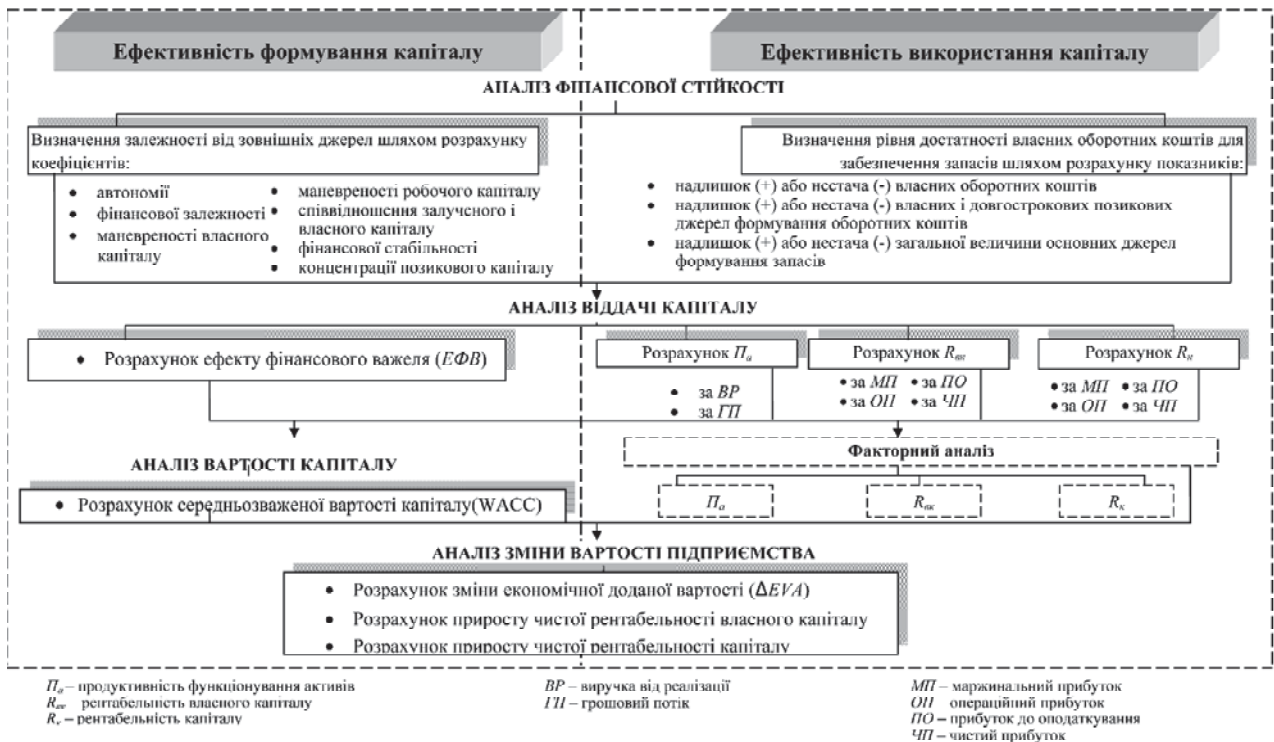 Ефективність формування капіталу
Ефективність використання капіталу
АНАЛІЗ ФІНАНСОВОЇ СТІЙКОСТІ
Визначення залежності від зовнішніх джерел шляхом розрахунку
коефіцієнтів:
• автономії
• фінансової залежності
• маневреності власного
капіталу
• маневреності робочого капіталу
• співвідношення залученого і
власного капіталу
• фінансової стабільності
• концентрації позикового капіталу
Визначення рівня достатності власних оборотних коштів для
забезпечення запасів шляхом розрахунку показників:
• надлишок (+) або нестача (-) власних оборотних коштів
• надлишок (+) або нестача (-) власних і довгострокових позикових
джерел формування оборотних коштів
• надлишок (+) або нестача (-) загальної величини основних джерел
формування запасів
АНАЛІЗ ВІДДАЧІ КАПІТАЛУ
• Розрахунок ефекту фінансового важеля (ЕФВ)
Розрахунок Па
• за ВР
• за ГП
Розрахунок Rвк
• за МП • за ПО
• за ОП • за ЧП
Розрахунок Rк
• за МП • за ПО
• за ОП • за ЧП
АНАЛІЗ ВАРТОСТІ КАПІТАЛУ
• Розрахунок середньозваженої вартості капіталу(WACC)
Факторний аналіз
Па
Rвк
Rк
АНАЛІЗ ЗМІНИ ВАРТОСТІ ПІДПРИЄМСТВА
• Розрахунок зміни економічної доданої вартості (ΔEVA)
• Розрахунок приросту чистої рентабельності власного капіталу
• Розрахунок приросту чистої рентабельності капіталу
Па – продуктивність функціонування активів
Rвк – рентабельність власного капіталу
Rк – рентабельність капіталу
ВР – виручка від реалізації
ГП – грошовий потік
МП – маржинальний прибуток
ОП – операційний прибуток
ПО – прибуток до оподаткування
ЧП – чистий прибуток